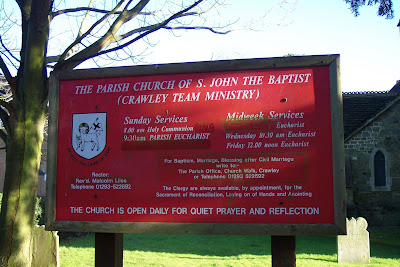 THE PARISH CHURCH OF S. JOHN THE BAPTIST
(CRAWLEY TEAM MINISTRY)
Sunday Services
8.00 am Holy Communion
9:30am PARISH EUCHARIST
Midweek Services
Eucharist
Wednesday 10.30 am Eucharist
Friday 12.00 noon Eucharist
Rector:
Rev'd. Malcolm Liles
Telephone 01293-522692
For Baptism, Marriage, Blessing after Civil Marriage
write to:-
The Parish Office, Church Walk, Crawley
or Telephone 01293 522692
The Clergy are always available, by appointment, for the
Sacrament of Reconciliation, Laying on of Hands and Anointing
THE CHURCH IS OPEN DAILY FOR QUIET PRAYER AND REFLECTION